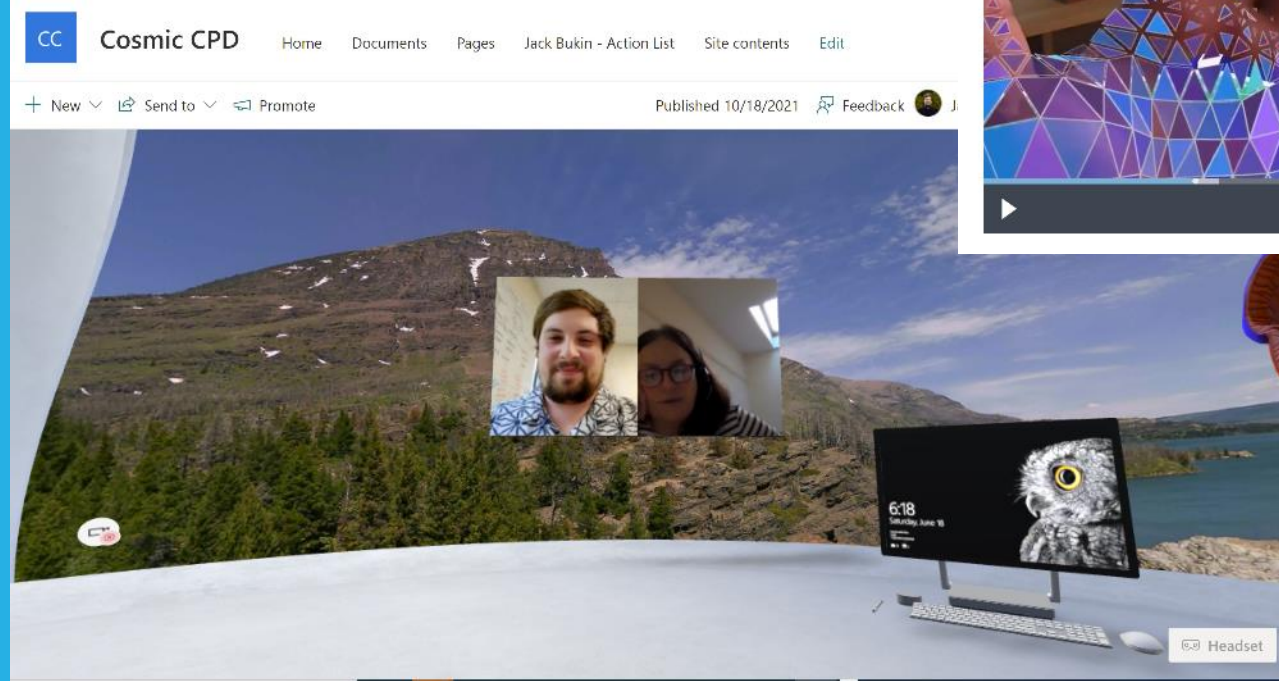 CC
Cosmic CPD
Home Documents Pages Jack Bukin - Action List Site contents Edit
New Send to Promote
Published 10/18/2021 Feedback
6:18
Saturday, June 18
Headset